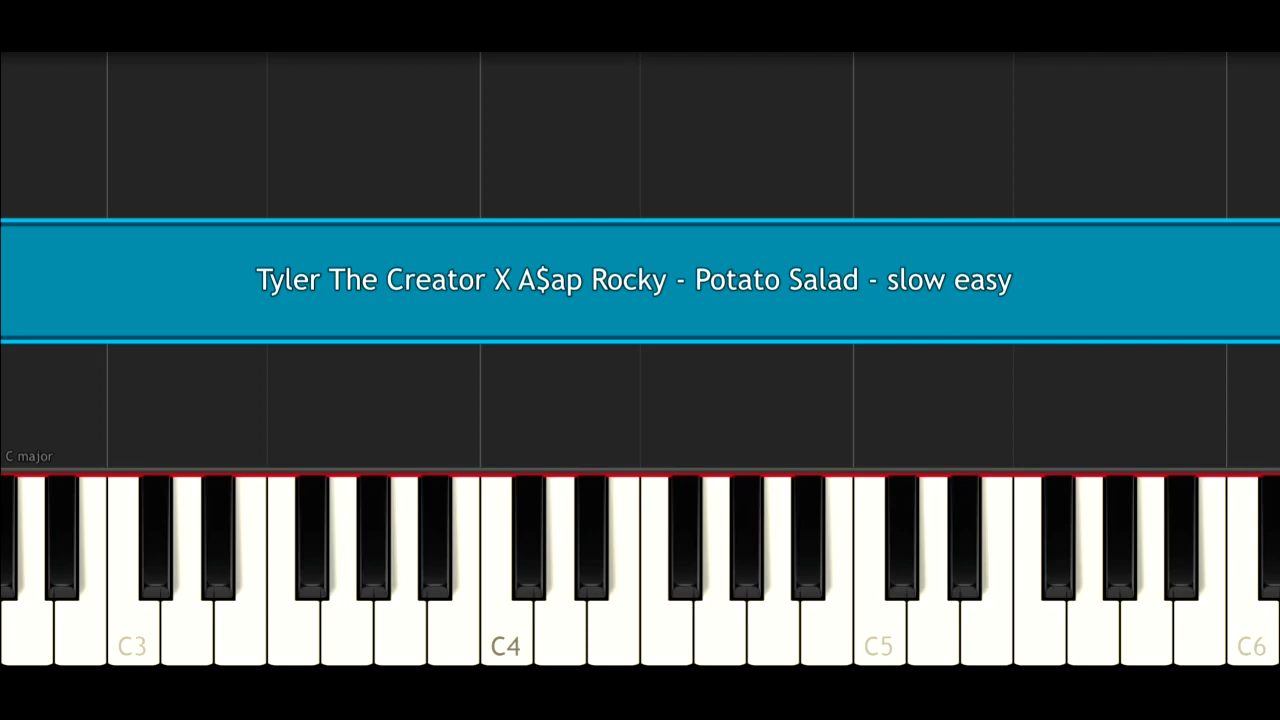 Tyler The Creator X A$ap Rocky - Potato Salad - slow easy
C major
C3 C4 C5 C6